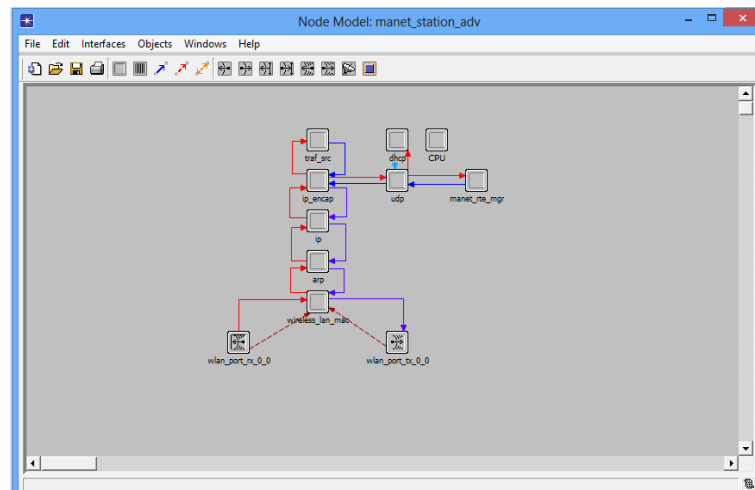 Node Model: manet_station_adv
File Edit Interfaces Objects Windows Help
traf_src dhcp CPU
ip_encap udp manet_rte_mgr
ip
arp
wireless_lan_mac
wlan_port_rx_0_0 wlan_port_tx_0_0